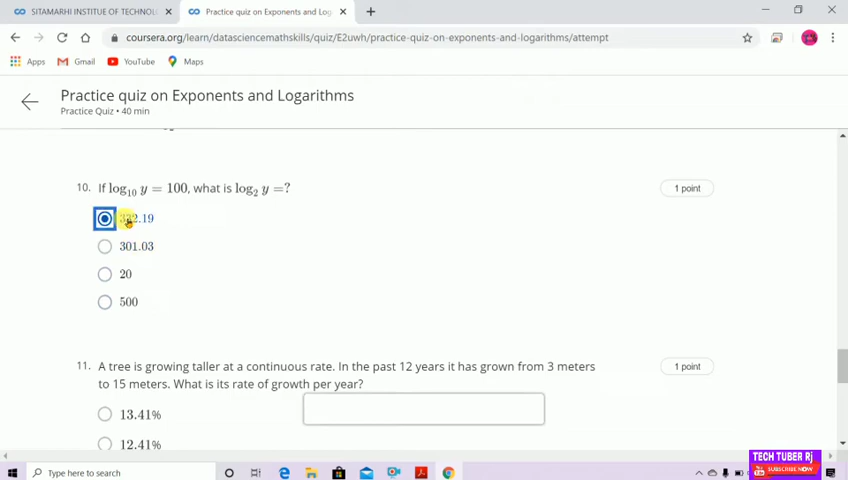 SITAMARHI INSTITUE OF TECHNOL
Practice quiz on Exponents and Log
coursera.org/learn/datasciencemathskills/quiz/E2uwh/practice-quiz-on-exponents-and-logarithms/attempt
Apps Gmail YouTube Maps
Practice quiz on Exponents and Logarithms
Practice Quiz • 40 min
10. If log₁₀ y = 100, what is log₂ y =? 1 point
332.19
301.03
20
500
11. A tree is growing taller at a continuous rate. In the past 12 years it has grown from 3 meters 1 point
to 15 meters. What is its rate of growth per year?
13.41%
12.41%
TECH TUBER RJ
SUBSCRIBE NOW
Type here to search